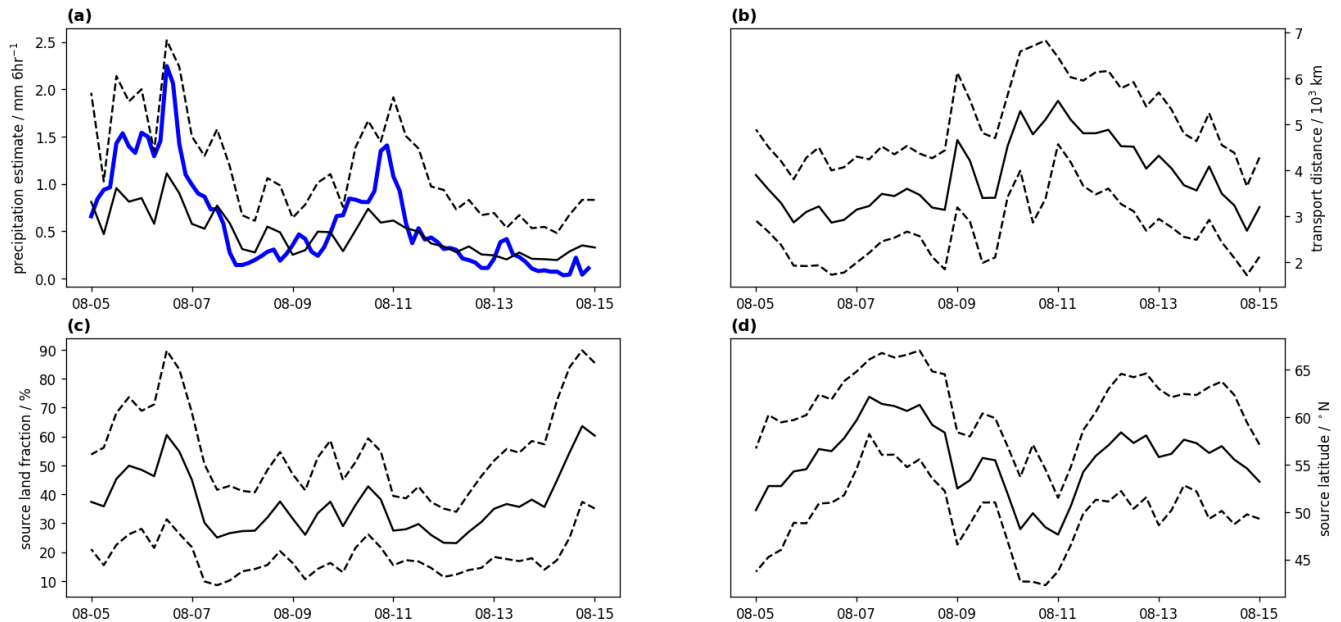 (a)
precipitation estimate / mm 6hr⁻¹
2.5
2.0
1.5
1.0
0.5
0.0
08-05 08-07 08-09 08-11 08-13 08-15
(b)
7
6
5
4
3
2
transport distance / 10³ km
08-05 08-07 08-09 08-11 08-13 08-15
(c)
source land fraction / %
90
80
70
60
50
40
30
20
10
08-05 08-07 08-09 08-11 08-13 08-15
(d)
65
60
55
50
45
source latitude / °N
08-05 08-07 08-09 08-11 08-13 08-15